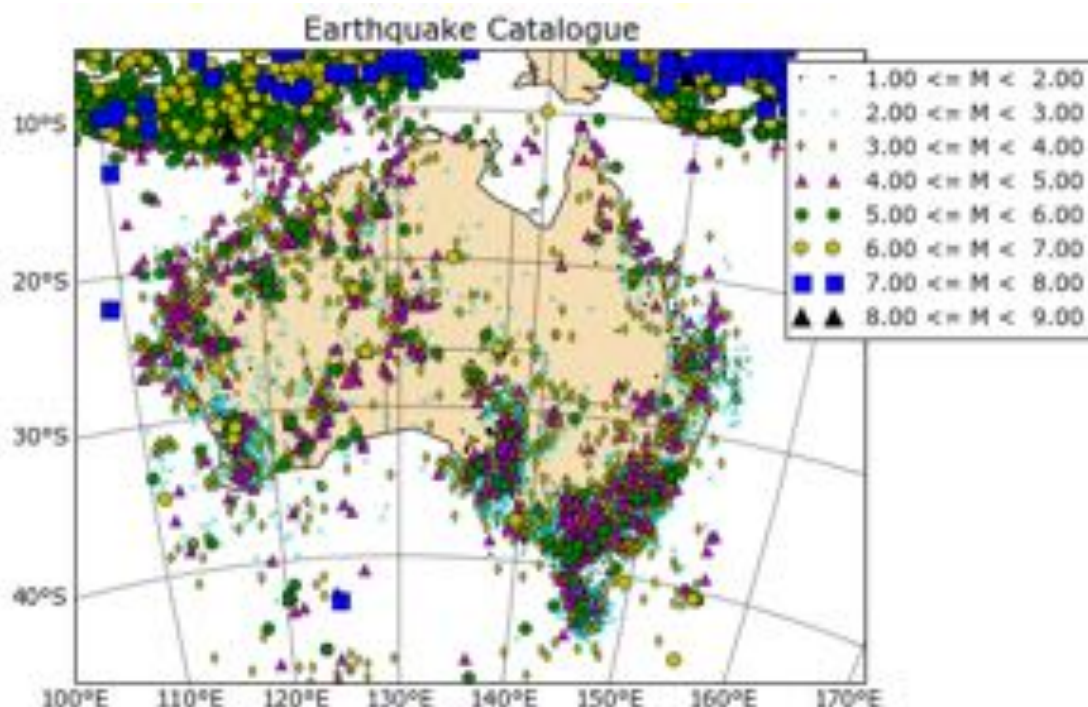 Earthquake Catalogue
1.00 <= M < 2.00
2.00 <= M < 3.00
3.00 <= M < 4.00
4.00 <= M < 5.00
5.00 <= M < 6.00
6.00 <= M < 7.00
7.00 <= M < 8.00
8.00 <= M < 9.00
10°S
20°S
30°S
40°S
100°E 110°E 120°E 130°E 140°E 150°E 160°E 170°E